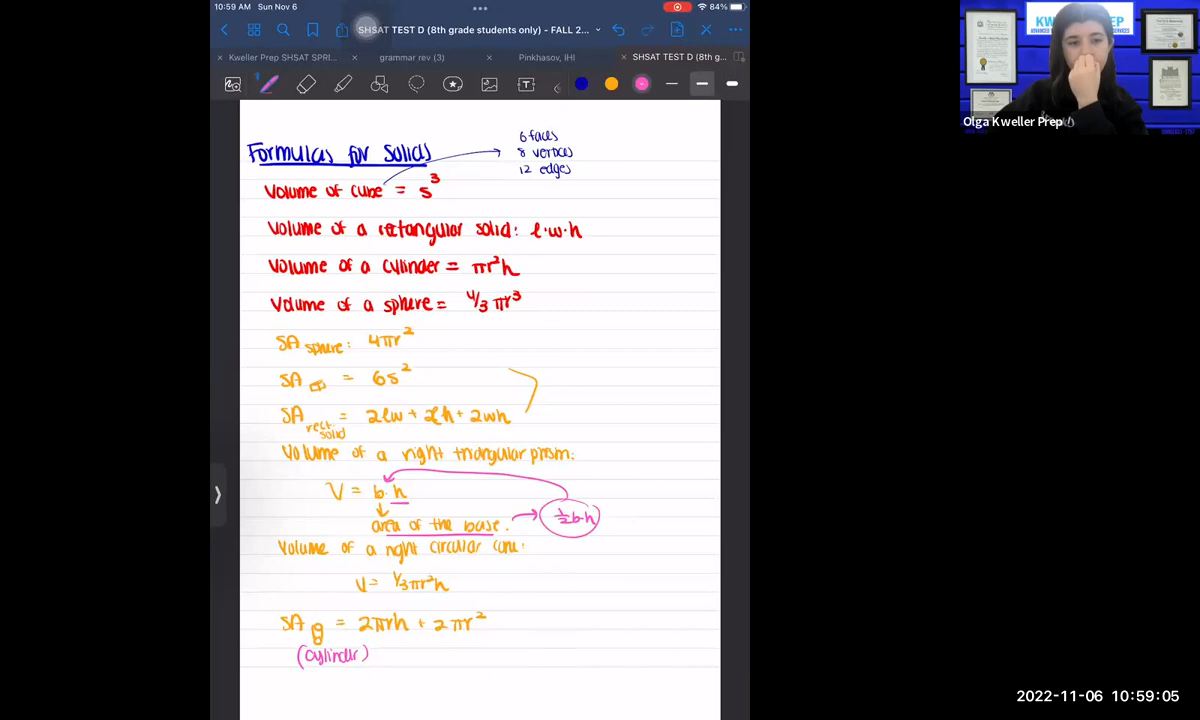 10:59 AM Sun Nov 6
84%
SHSAT TEST D (8th grade students only) - FALL 2...
Kweller Prep SHSAT SPRI...
grammar rev (3)
Pinkhasov, IHI
SHSAT TEST D (8th g...
Formulas for Solids
6 faces
8 vertices
12 edges
Volume of cube = s³
Volume of a rectangular solid: l·w·h
Volume of a cylinder = πr²h
Volume of a sphere = 4/3 πr³
SA sphere: 4πr²
SA = 6s²
SA rect. solid = 2lw + 2lh + 2wh
Volume of a right triangular prism:
V = b·h
area of the base. ½b·h
Volume of a right circular cone:
V = 1/3πr²h
SA = 2πrh + 2πr²
(cylinder)
Olga Kweller Prep
2022-11-06 10:59:05